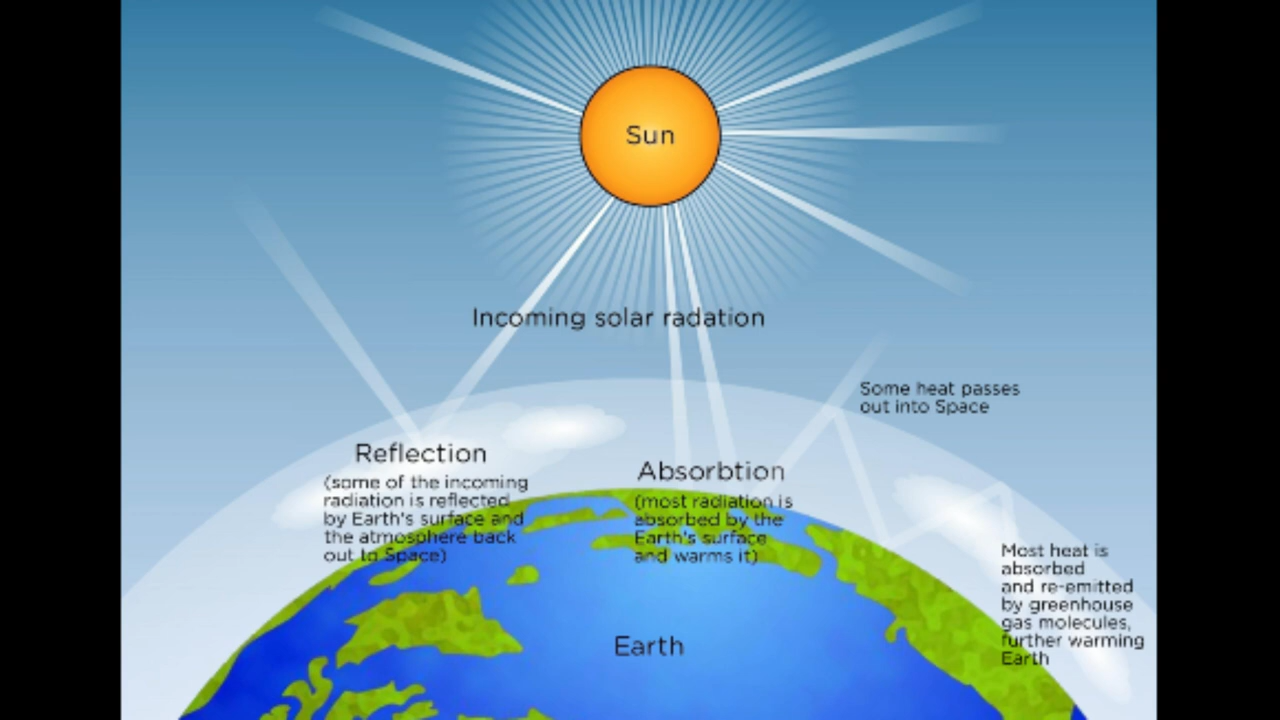 Sun
Incoming solar radation
Some heat passes
out into Space
Reflection
(some of the incoming
radiation is reflected
by Earth's surface and
the atmosphere back
out to Space)
Absorbtion
(most radiation is
absorbed by the
Earth's surface
and warms it)
Most heat is
absorbed
and re-emitted
by greenhouse
gas molecules,
further warming
Earth
Earth